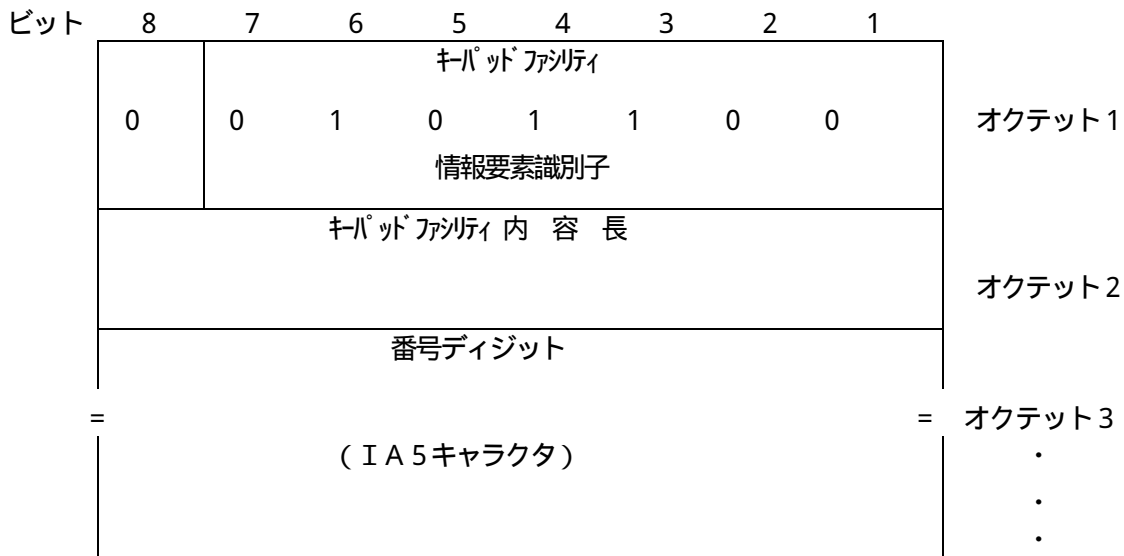 ビット 8 7 6 5 4 3 2 1
ｷｰﾊﾟｯﾄﾞﾌｧｼﾘﾃｨ
0 0 1 0 1 1 0 0 オクテット1
情報要素識別子
ｷｰﾊﾟｯﾄﾞﾌｧｼﾘﾃｨ 内 容 長
オクテット2
番号ディジット
= = オクテット3
(ＩＡ5キャラクタ)
・
・
・